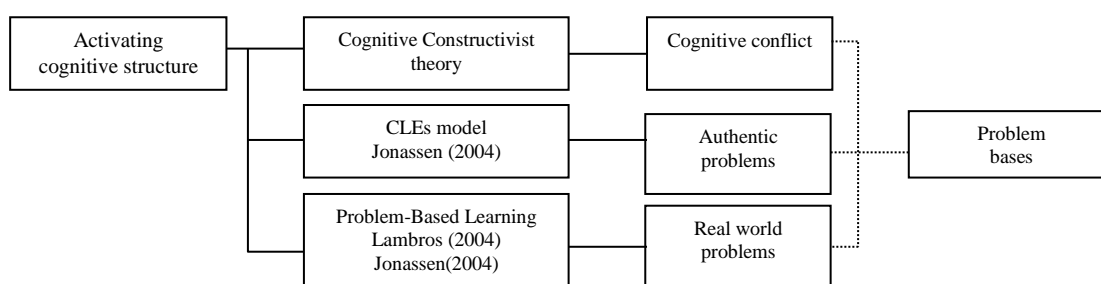 Activating
cognitive structure
Cognitive Constructivist
theory
Cognitive conflict
CLEs model
Jonassen (2004)
Authentic
problems
Problem
bases
Problem-Based Learning
Lambros (2004)
Jonassen(2004)
Real world
problems